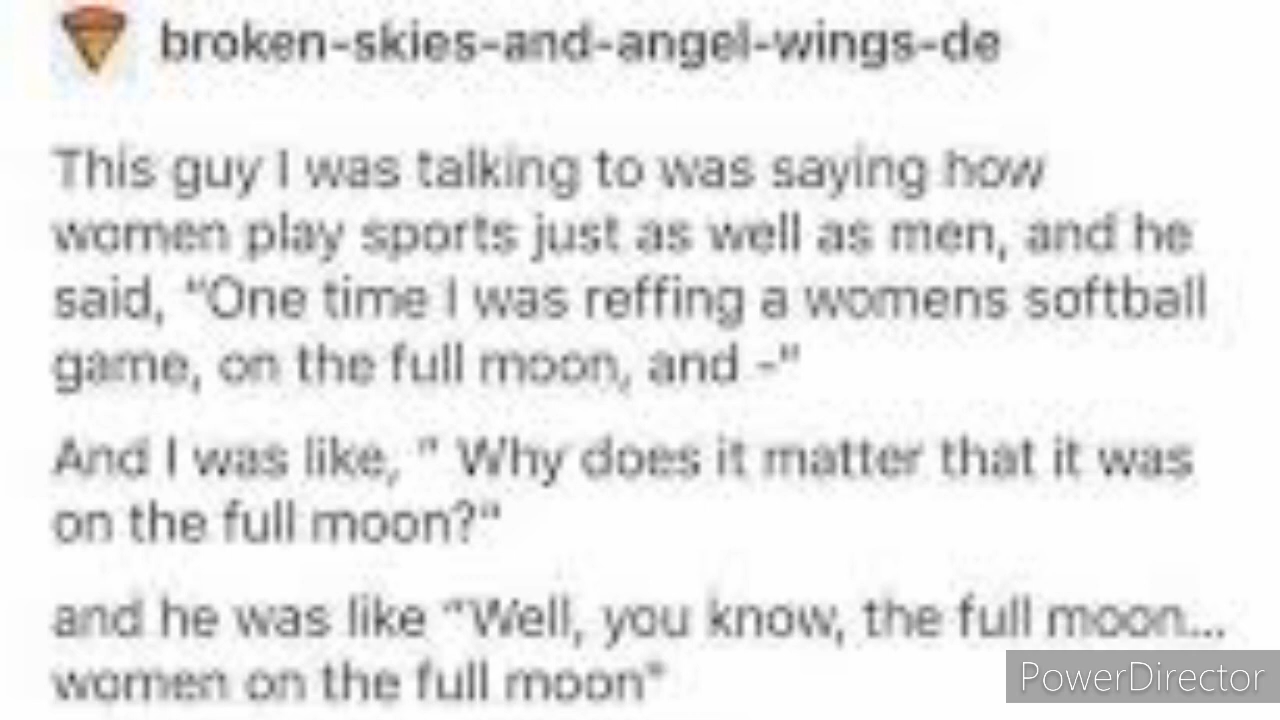 broken-skies-and-angel-wings-de
This guy I was talking to was saying how
women play sports just as well as men, and he
said, "One time I was reffing a womens softball
game, on the full moon, and -"
And I was like, " Why does it matter that it was
on the full moon?"
and he was like "Well, you know, the full moon...
women on the full moon"
PowerDirector